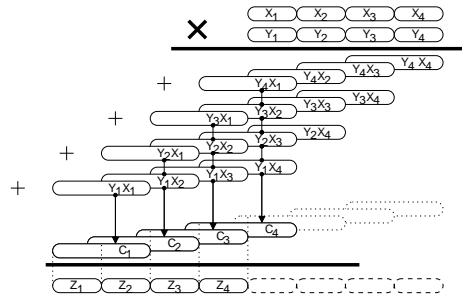 X₁ X₂ X₃ X₄
× Y₁ Y₂ Y₃ Y₄
+ Y₄X₁ Y₄X₂ Y₄X₃ Y₄X₄
+ Y₃X₁ Y₃X₂ Y₃X₃ Y₃X₄
+ Y₂X₁ Y₂X₂ Y₂X₃ Y₂X₄
+ Y₁X₁ Y₁X₂ Y₁X₃ Y₁X₄
C₁ C₂ C₃ C₄
Z₁ Z₂ Z₃ Z₄